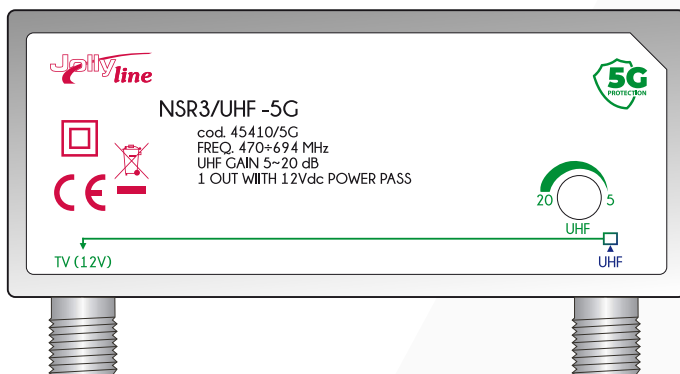 Jolly line
5G
PROTECTION
NSR3/UHF -5G
cod. 45410/5G
FREQ. 470÷694 MHz
UHF GAIN 5~20 dB
1 OUT WIITH 12Vdc POWER PASS
CE
20 5
UHF
TV (12V) UHF